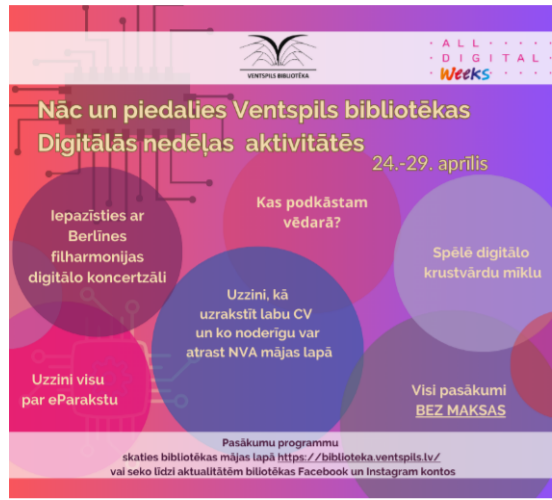 VENTSPILS BIBLIOTĒKA
ALL
DIGITAL
Weeks
Nāc un piedalies Ventspils bibliotēkas
Digitālās nedēļas aktivitātēs
24.-29. aprīlis
Iepazīsties ar
Berlīnes
filharmonijas
digitālo koncertzāli
Kas podkāstam
vēdarā?
Spēlē digitālo
krustvārdu mīklu
Uzzini, kā
uzrakstīt labu CV
un ko noderīgu var
atrast NVA mājas lapā
Uzzini visu
par eParakstu
Visi pasākumi
BEZ MAKSAS
Pasākumu programmu
skaties bibliotēkas mājas lapā https://biblioteka.ventspils.lv/
vai seko līdzi aktualitātēm biliotēkas Facebook un Instagram kontos